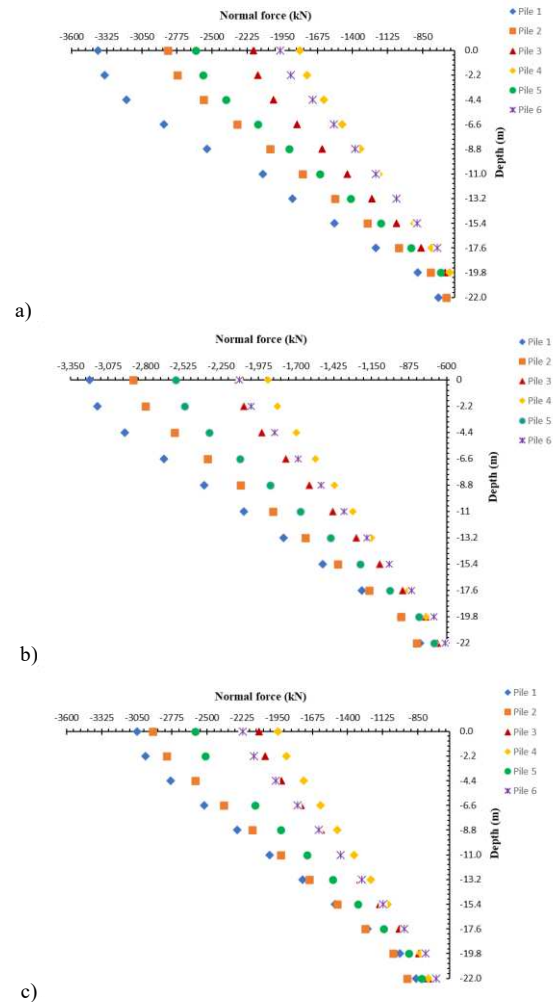 Normal force (kN)
-3600 -3325 -3050 -2775 -2500 -2225 -1950 -1675 -1400 -1125 -850
0.0
-2.2
-4.4
-6.6
-8.8
-11.0
-13.2
-15.4
-17.6
-19.8
-22.0
Depth (m)
Pile 1
Pile 2
Pile 3
Pile 4
Pile 5
Pile 6
a)
Normal force (kN)
-3,350 -3,075 -2,800 -2,525 -2,250 -1,975 -1,700 -1,425 -1,150 -875 -600
0
-2.2
-4.4
-6.6
-8.8
-11
-13.2
-15.4
-17.6
-19.8
-22
Depth (m)
Pile 1
Pile 2
Pile 3
Pile 4
Pile 5
Pile 6
b)
Normal force (kN)
-3600 -3325 -3050 -2775 -2500 -2225 -1950 -1675 -1400 -1125 -850
0.0
-2.2
-4.4
-6.6
-8.8
-11.0
-13.2
-15.4
-17.6
-19.8
-22.0
Depth (m)
Pile 1
Pile 2
Pile 3
Pile 4
Pile 5
Pile 6
c)